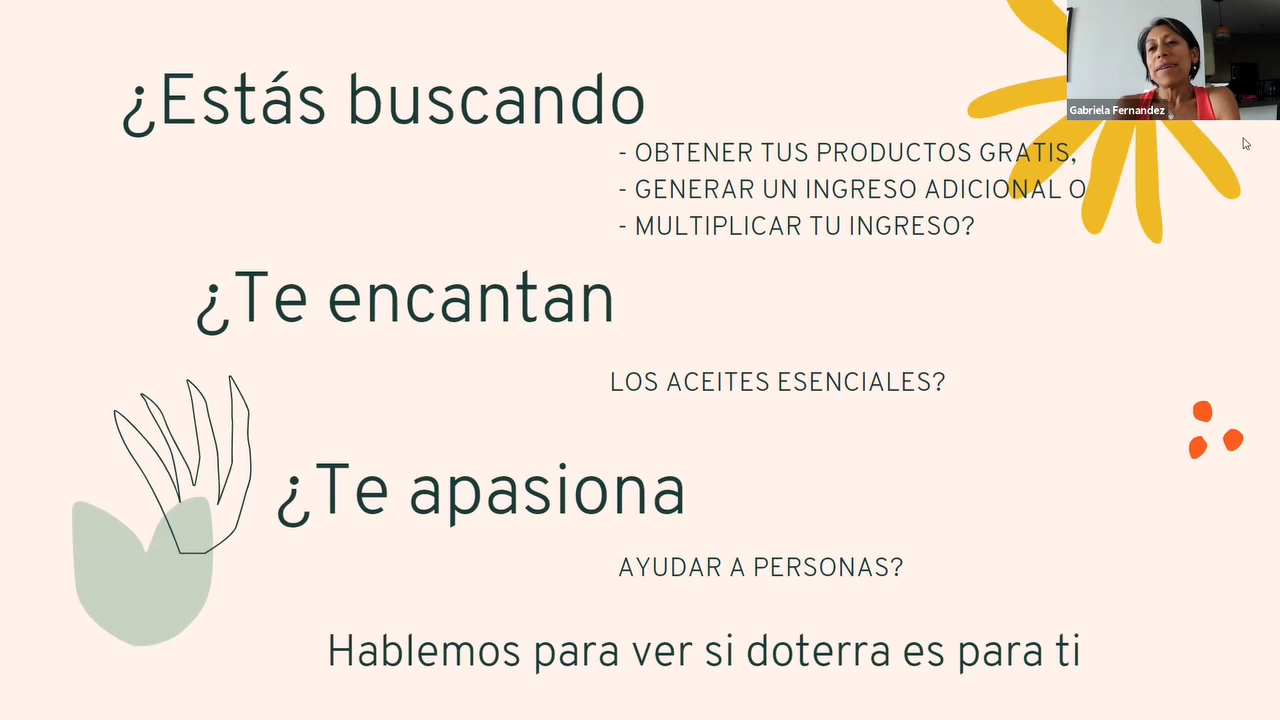 Gabriela Fernandez
¿Estás buscando
- OBTENER TUS PRODUCTOS GRATIS,
- GENERAR UN INGRESO ADICIONAL O
- MULTIPLICAR TU INGRESO?
¿Te encantan
LOS ACEITES ESENCIALES?
¿Te apasiona
AYUDAR A PERSONAS?
Hablemos para ver si doterra es para ti